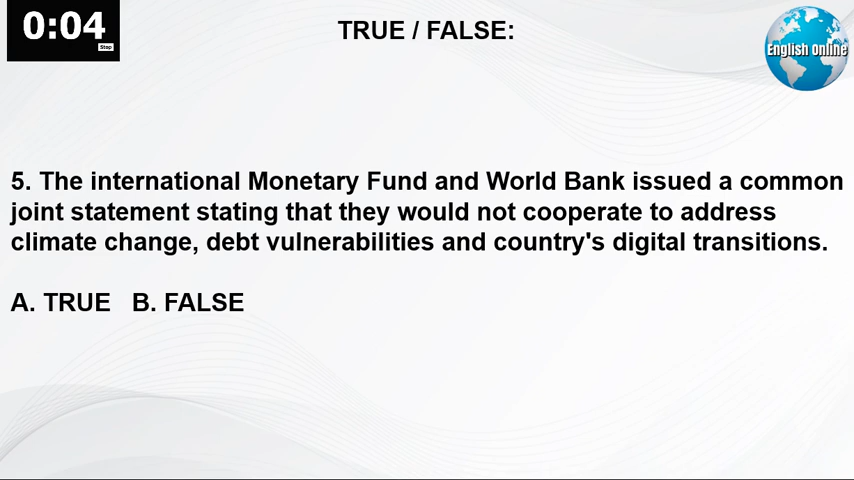 0:04
Stop
TRUE / FALSE:
English Online
5. The international Monetary Fund and World Bank issued a common
joint statement stating that they would not cooperate to address
climate change, debt vulnerabilities and country's digital transitions.
A. TRUE   B. FALSE